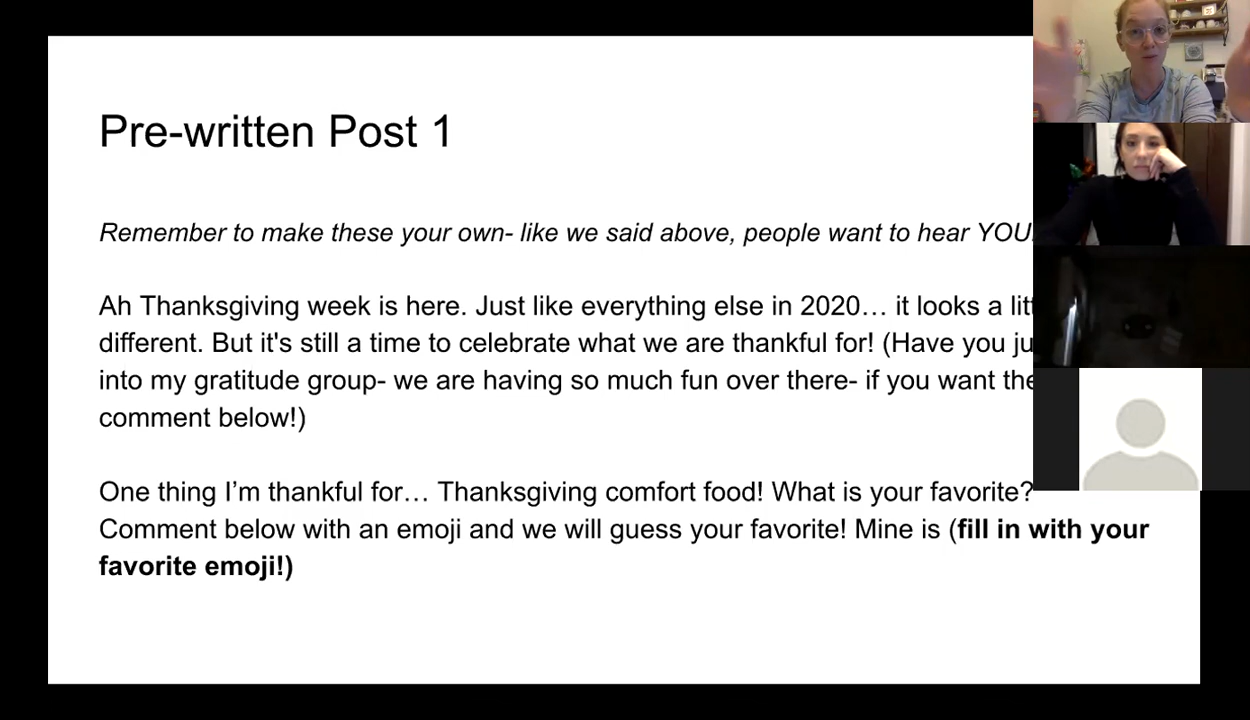 Pre-written Post 1
Remember to make these your own- like we said above, people want to hear YOU
Ah Thanksgiving week is here. Just like everything else in 2020… it looks a
different. But it's still a time to celebrate what we are thankful for! (Have you
into my gratitude group- we are having so much fun over there- if you want
comment below!)
One thing I’m thankful for… Thanksgiving comfort food! What is your favorite?
Comment below with an emoji and we will guess your favorite! Mine is (fill in with your
favorite emoji!)